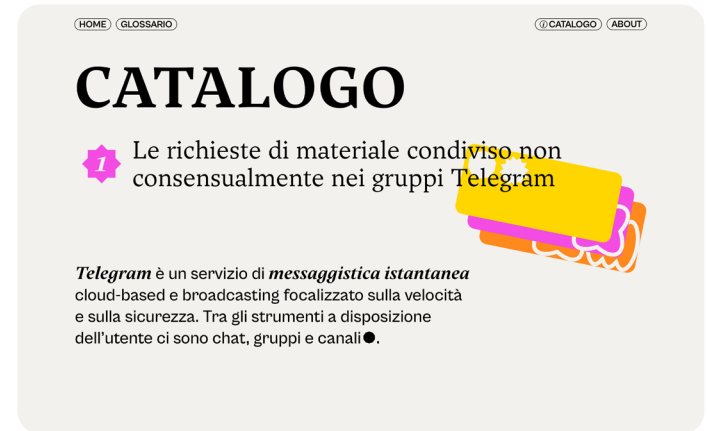 HOME GLOSSARIO
CATALOGO ABOUT
CATALOGO
1 Le richieste di materiale condiviso non
consensualmente nei gruppi Telegram
Telegram è un servizio di messaggistica istantanea
cloud-based e broadcasting focalizzato sulla velocità
e sulla sicurezza. Tra gli strumenti a disposizione
dell’utente ci sono chat, gruppi e canali●.